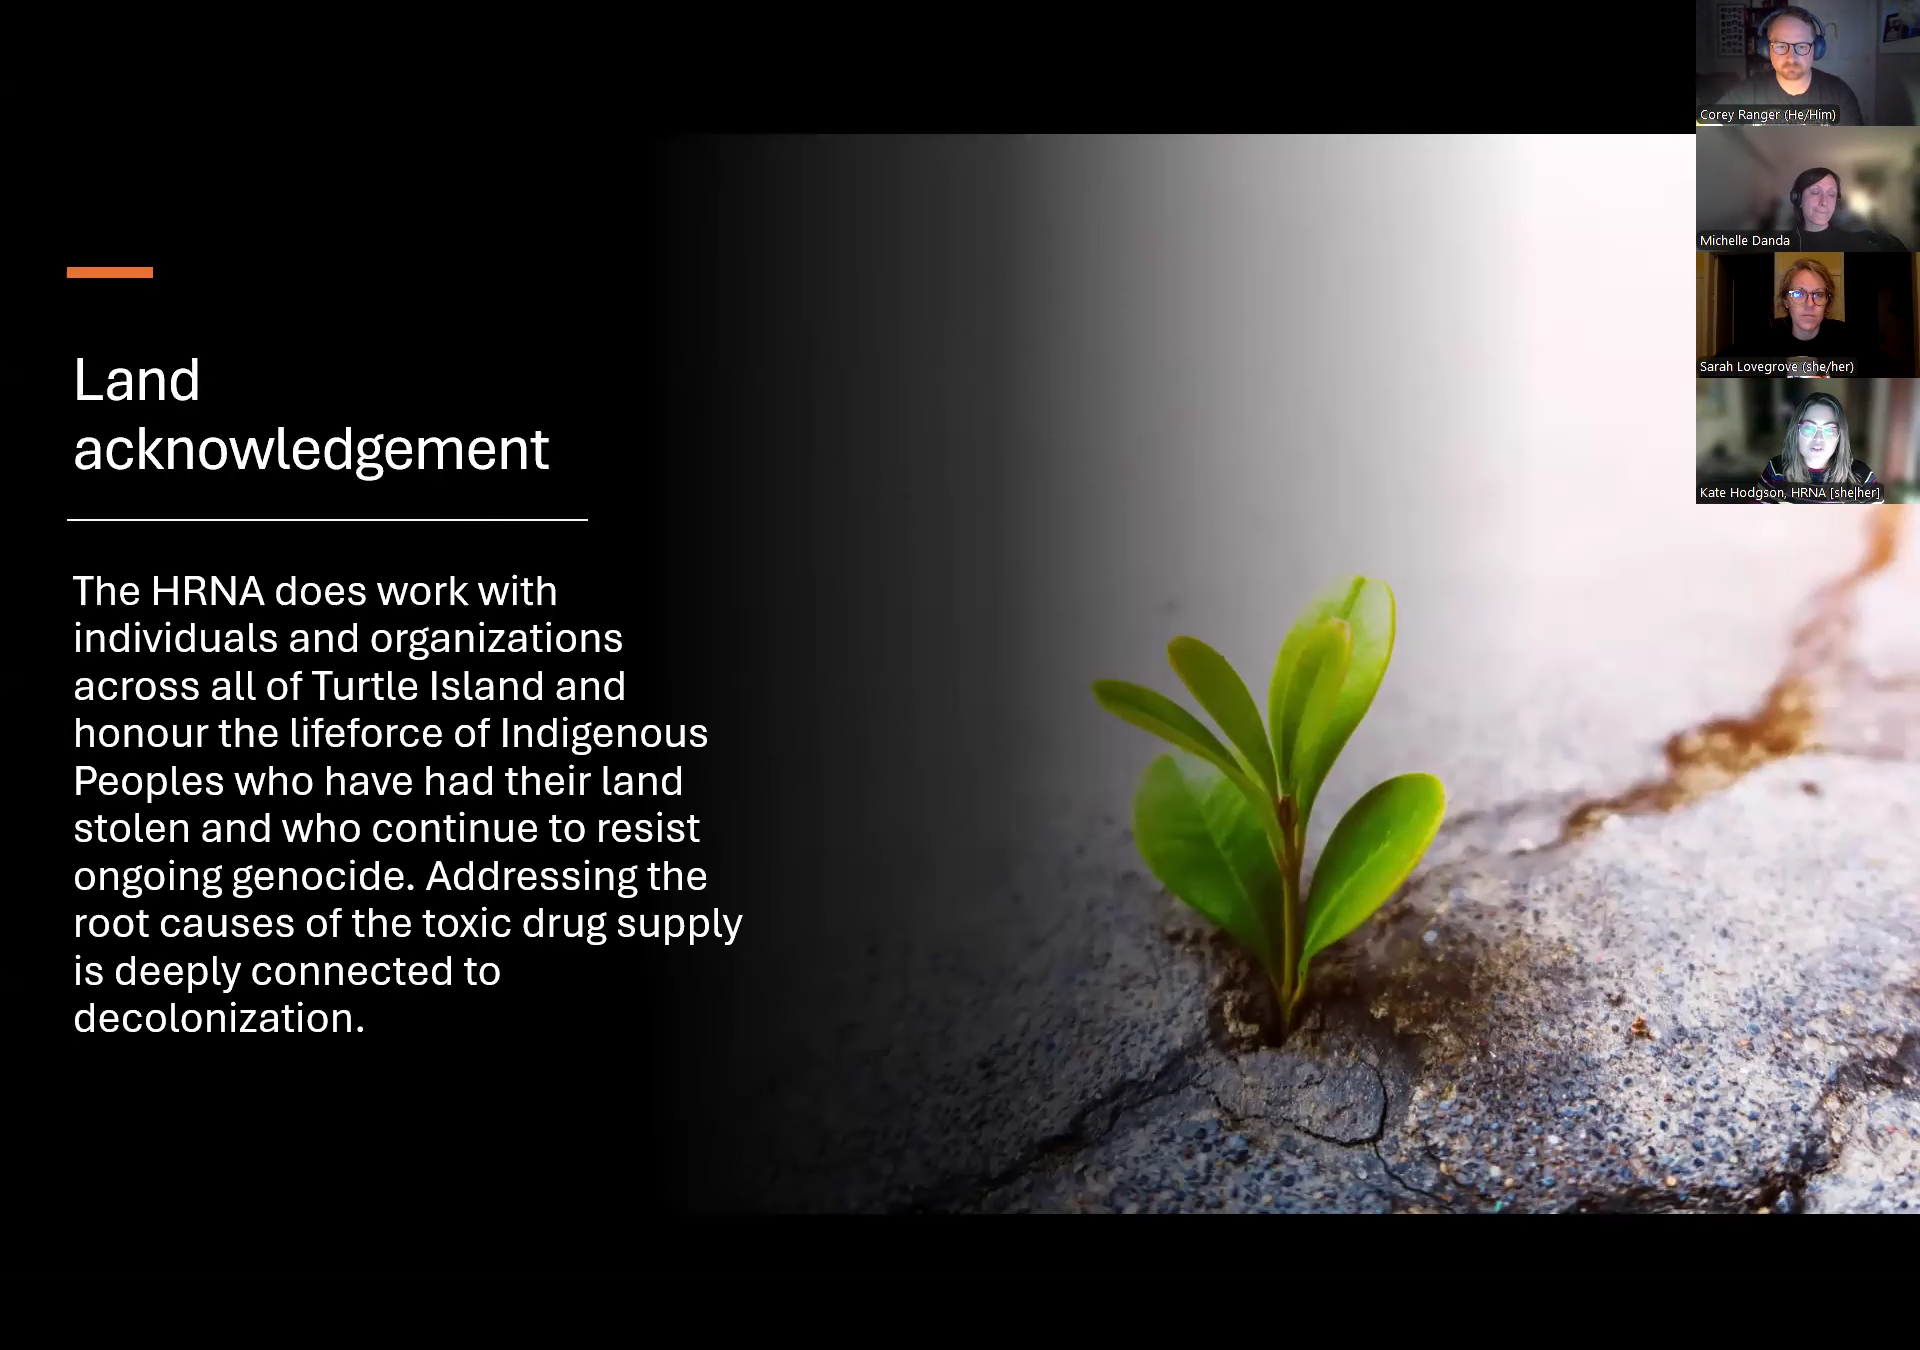 Land
acknowledgement
The HRNA does work with
individuals and organizations
across all of Turtle Island and
honour the lifeforce of Indigenous
Peoples who have had their land
stolen and who continue to resist
ongoing genocide. Addressing the
root causes of the toxic drug supply
is deeply connected to
decolonization.
Corey Ranger (He/Him)
Michelle Danda
Sarah Lovegrove (she/her)
Kate Hodgson, HRNA [she|her]